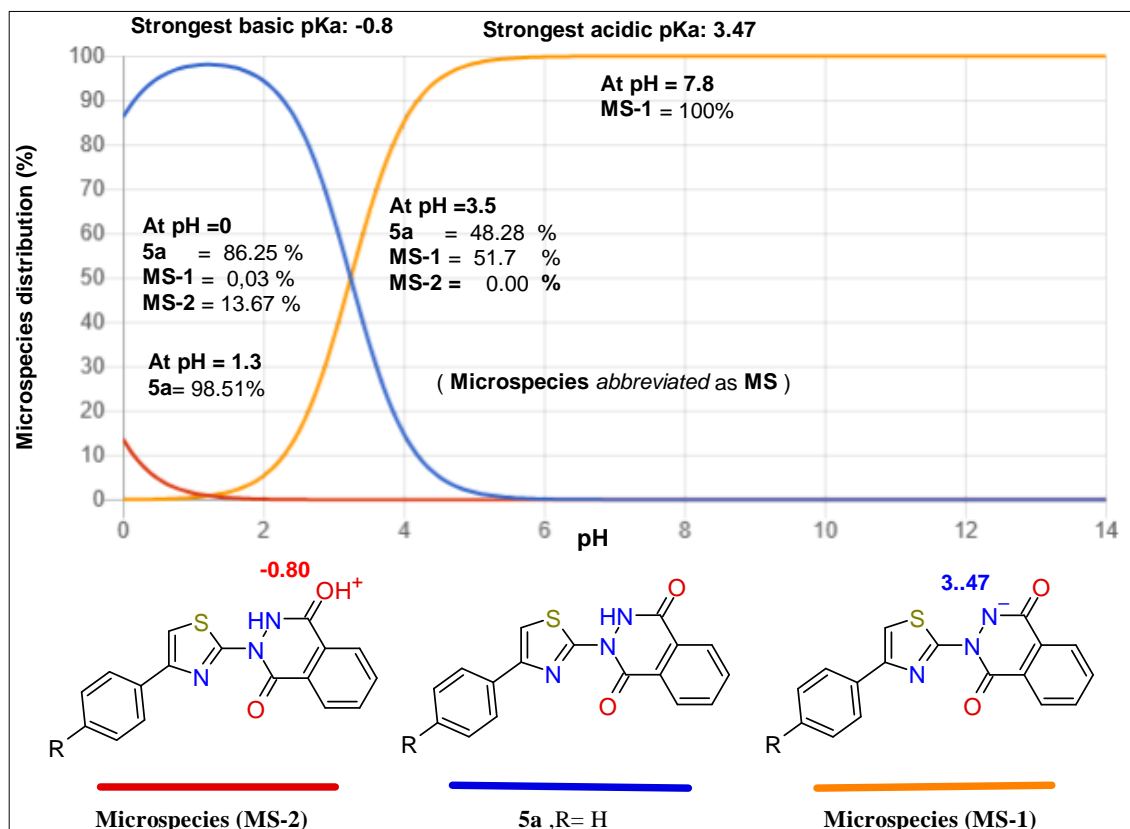 Strongest basic pKa: -0.8
Strongest acidic pKa: 3.47
Microspecies distribution (%)
100
90
80
70
60
50
40
30
20
10
0
At pH = 7.8
MS-1 = 100%
At pH =0
5a = 86.25 %
MS-1 = 0,03 %
MS-2 = 13.67 %
At pH =3.5
5a = 48.28 %
MS-1 = 51.7 %
MS-2 = 0.00 %
At pH = 1.3
5a= 98.51%
( Microspecies abbreviated as MS )
0 2 4 6 8 10 12 14
pH
-0.80
OH+
S
HN
N
N
O
R
O
S
HN
N
N
O
R
3..47
O
S
N−
N
N
O
R
Microspecies (MS-2)
5a ,R= H
Microspecies (MS-1)